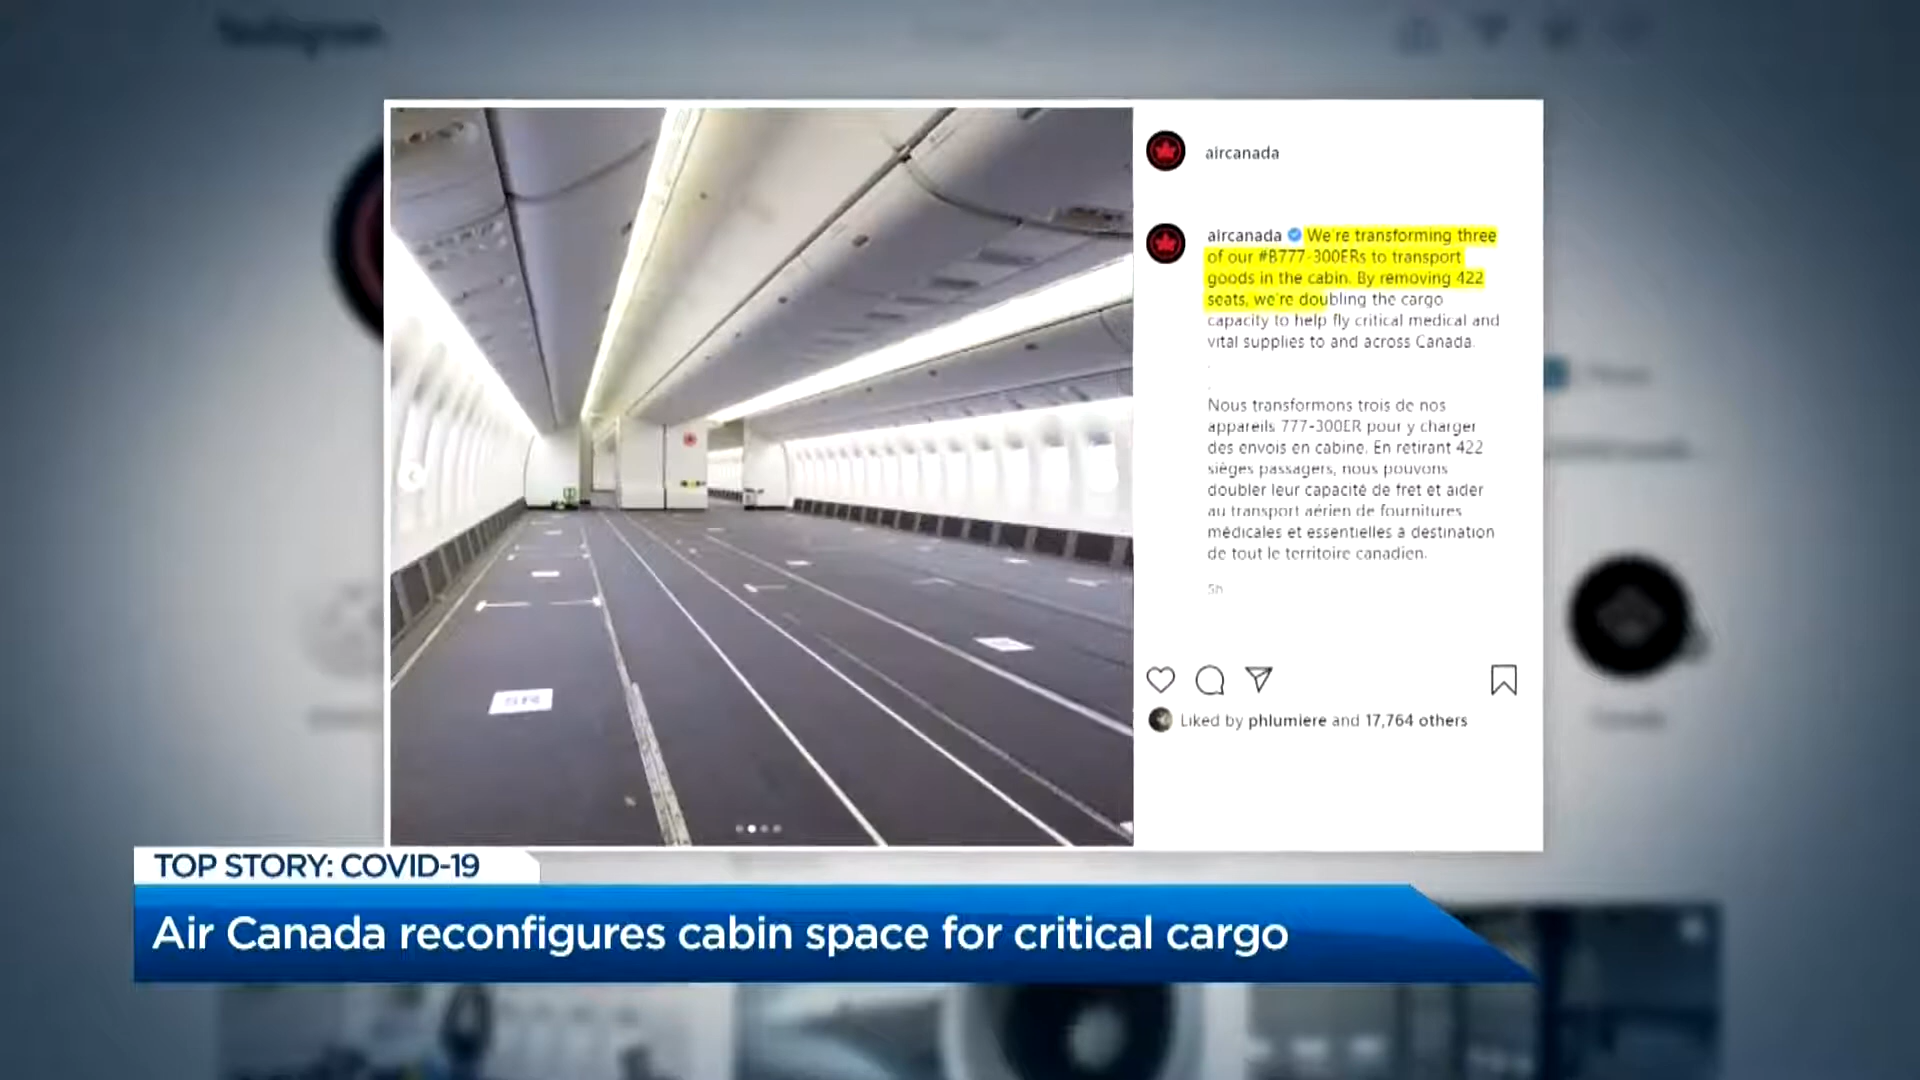 aircanada
aircanada We're transforming three
of our #B777-300ERs to transport
goods in the cabin. By removing 422
seats, we're doubling the cargo
capacity to help fly critical medical and
vital supplies to and across Canada.
.
.
Nous transformons trois de nos
appareils 777-300ER pour y charger
des envois en cabine. En retirant 422
sièges passagers, nous pouvons
doubler leur capacité de fret et aider
au transport aérien de fournitures
médicales et essentielles à destination
de tout le territoire canadien.
5h
Liked by phlumiere and 17,764 others
TOP STORY: COVID-19
Air Canada reconfigures cabin space for critical cargo